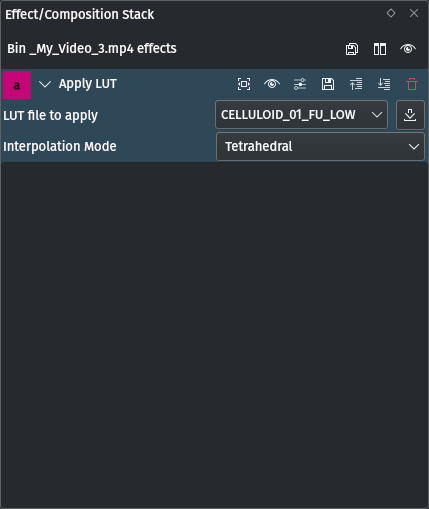 Effect/Composition Stack
Bin _My_Video_3.mp4 effects
a Apply LUT
LUT file to apply CELLULOID_01_FU_LOW
Interpolation Mode Tetrahedral